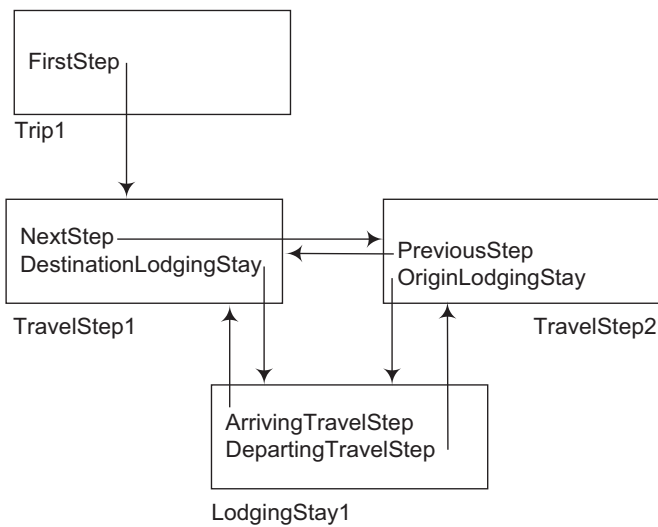 FirstStep
Trip1
NextStep
DestinationLodgingStay
TravelStep1
PreviousStep
OriginLodgingStay
TravelStep2
ArrivingTravelStep
DepartingTravelStep
LodgingStay1